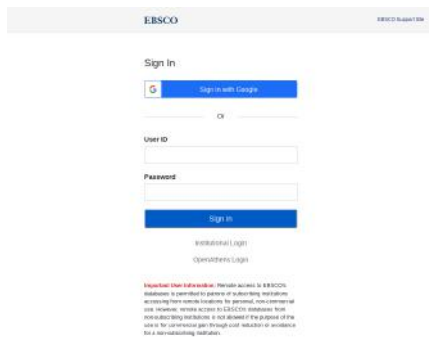 EBSCO
EBSCO Support Site
Sign In
G
Sign in with Google
Or
User ID
Password
Sign In
Institutional Login
OpenAthens Login
Important User Information: Remote access to EBSCO's
databases is permitted to patrons of subscribing institutions
accessing from remote locations for personal, non-commercial
use. However, remote access to EBSCO's databases from
non-subscribing institutions is not allowed if the purpose of the
use is for commercial gain through cost reduction or avoidance
for a non-subscribing institution.